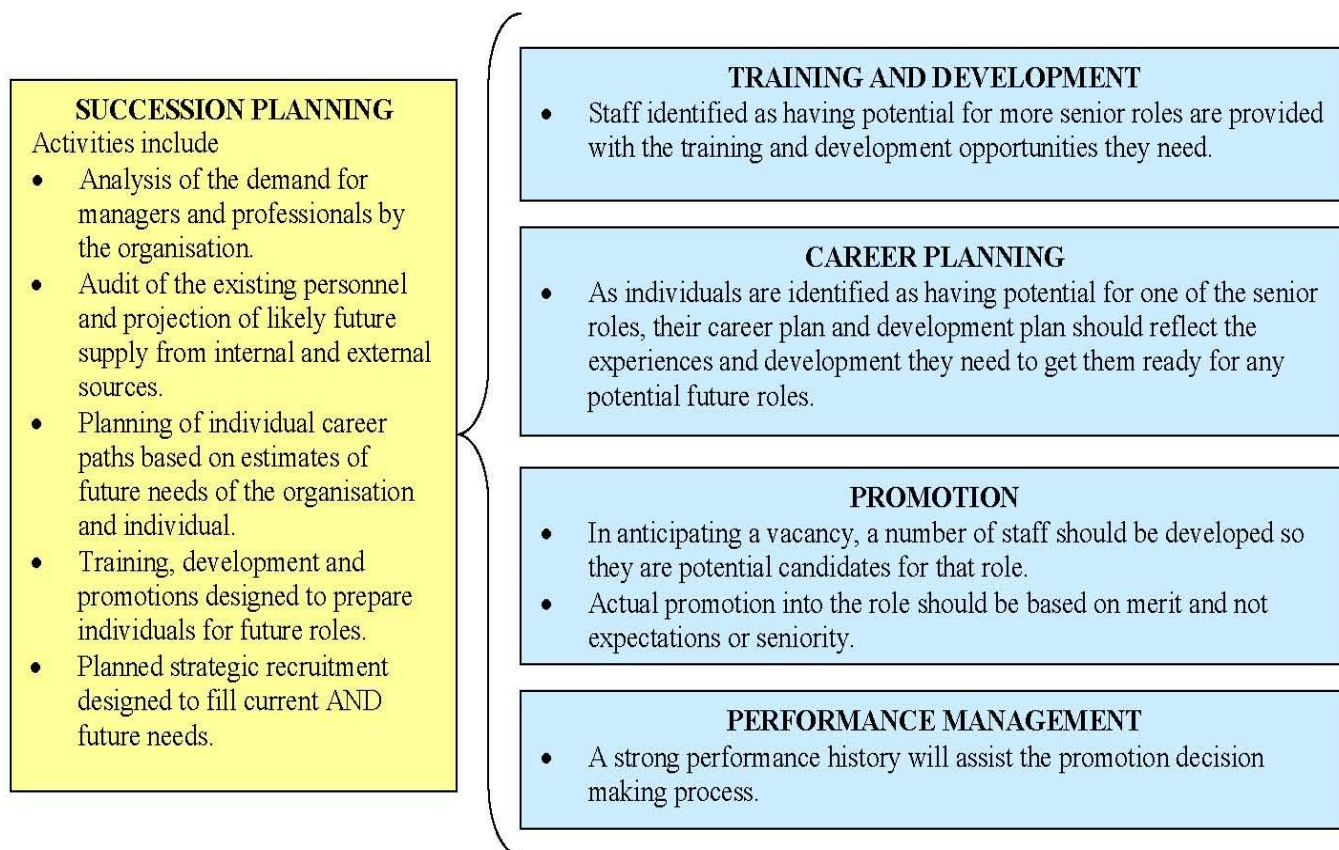 SUCCESSION PLANNING
Activities include
• Analysis of the demand for
managers and professionals by
the organisation.
• Audit of the existing personnel
and projection of likely future
supply from internal and external
sources.
• Planning of individual career
paths based on estimates of
future needs of the organisation
and individual.
• Training, development and
promotions designed to prepare
individuals for future roles.
• Planned strategic recruitment
designed to fill current AND
future needs.
TRAINING AND DEVELOPMENT
• Staff identified as having potential for more senior roles are provided
with the training and development opportunities they need.
CAREER PLANNING
• As individuals are identified as having potential for one of the senior
roles, their career plan and development plan should reflect the
experiences and development they need to get them ready for any
potential future roles.
PROMOTION
• In anticipating a vacancy, a number of staff should be developed so
they are potential candidates for that role.
• Actual promotion into the role should be based on merit and not
expectations or seniority.
PERFORMANCE MANAGEMENT
• A strong performance history will assist the promotion decision
making process.